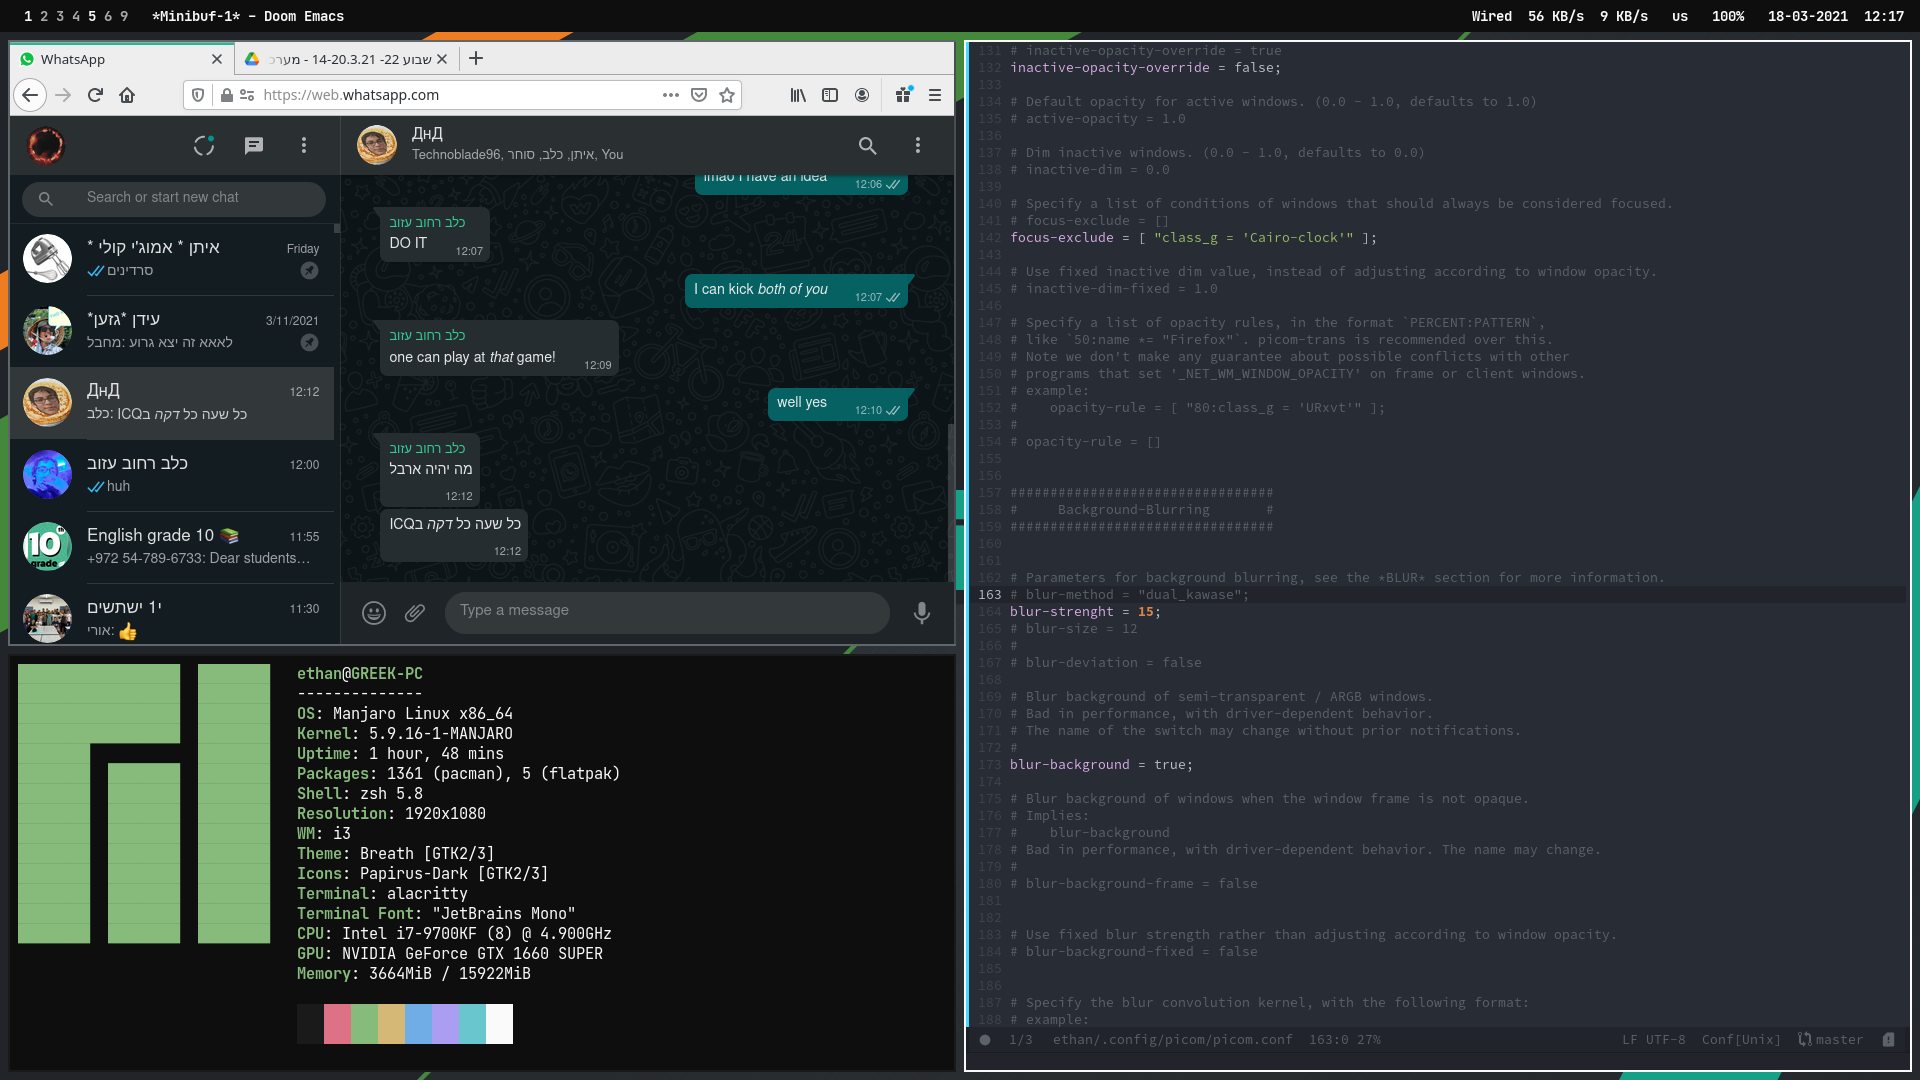 1 2 3 4 5 6 9 *Minibuf-1* – Doom Emacs
Wired 56 KB/s 9 KB/s us 100% 18-03-2021 12:17
WhatsApp
שבוע 22- 14-20.3.21 - מערכ
https://web.whatsapp.com
ДнД
Technoblade96, איתן, כלב, סוחר, You
Search or start new chat
* איתן * אמוג'י קולי
Friday
סרדינים
עידן *גזען*
3/11/2021
לאאא זה יצא גרוע :מחבל
ДнД
12:12
כלב: ICQכל שעה כל דקה ב
כלב רחוב עזוב
12:00
huh
English grade 10 📚
11:55
+972 54-789-6733: Dear students…
י1 ישתשים
11:30
אורי: 👍
lmao I have an idea
12:06
כלב רחוב עזוב
DO IT
12:07
I can kick both of you
12:07
כלב רחוב עזוב
one can play at that game!
12:09
well yes
12:10
כלב רחוב עזוב
מה יהיה ארבל
12:12
כל שעה כל דקה בICQ
12:12
Type a message
10
grade
ethan@GREEK-PC
--------------
OS: Manjaro Linux x86_64
Kernel: 5.9.16-1-MANJARO
Uptime: 1 hour, 48 mins
Packages: 1361 (pacman), 5 (flatpak)
Shell: zsh 5.8
Resolution: 1920x1080
WM: i3
Theme: Breath [GTK2/3]
Icons: Papirus-Dark [GTK2/3]
Terminal: alacritty
Terminal Font: "JetBrains Mono"
CPU: Intel i7-9700KF (8) @ 4.900GHz
GPU: NVIDIA GeForce GTX 1660 SUPER
Memory: 3664MiB / 15922MiB
131 # inactive-opacity-override = true
132 inactive-opacity-override = false;
133
134 # Default opacity for active windows. (0.0 - 1.0, defaults to 1.0)
135 # active-opacity = 1.0
136
137 # Dim inactive windows. (0.0 - 1.0, defaults to 0.0)
138 # inactive-dim = 0.0
139
140 # Specify a list of conditions of windows that should always be considered focused.
141 # focus-exclude = []
142 focus-exclude = [ "class_g = 'Cairo-clock'" ];
143
144 # Use fixed inactive dim value, instead of adjusting according to window opacity.
145 # inactive-dim-fixed = 1.0
146
147 # Specify a list of opacity rules, in the format `PERCENT:PATTERN`,
148 # like `50:name *= "Firefox"`. picom-trans is recommended over this.
149 # Note we don't make any guarantee about possible conflicts with other
150 # programs that set '_NET_WM_WINDOW_OPACITY' on frame or client windows.
151 # example:
152 #    opacity-rule = [ "80:class_g = 'URxvt'" ];
153 #
154 # opacity-rule = []
155
156
157 #################################
158 #     Background-Blurring       #
159 #################################
160
161
162 # Parameters for background blurring, see the *BLUR* section for more information.
163 # blur-method = "dual_kawase";
164 blur-strenght = 15;
165 # blur-size = 12
166 #
167 # blur-deviation = false
168
169 # Blur background of semi-transparent / ARGB windows.
170 # Bad in performance, with driver-dependent behavior.
171 # The name of the switch may change without prior notifications.
172 #
173 blur-background = true;
174
175 # Blur background of windows when the window frame is not opaque.
176 # Implies:
177 #    blur-background
178 # Bad in performance, with driver-dependent behavior. The name may change.
179 #
180 # blur-background-frame = false
181
182
183 # Use fixed blur strength rather than adjusting according to window opacity.
184 # blur-background-fixed = false
185
186
187 # Specify the blur convolution kernel, with the following format:
188 # example:
1/3 ethan/.config/picom/picom.conf 163:0 27%
LF UTF-8 Conf[Unix] master